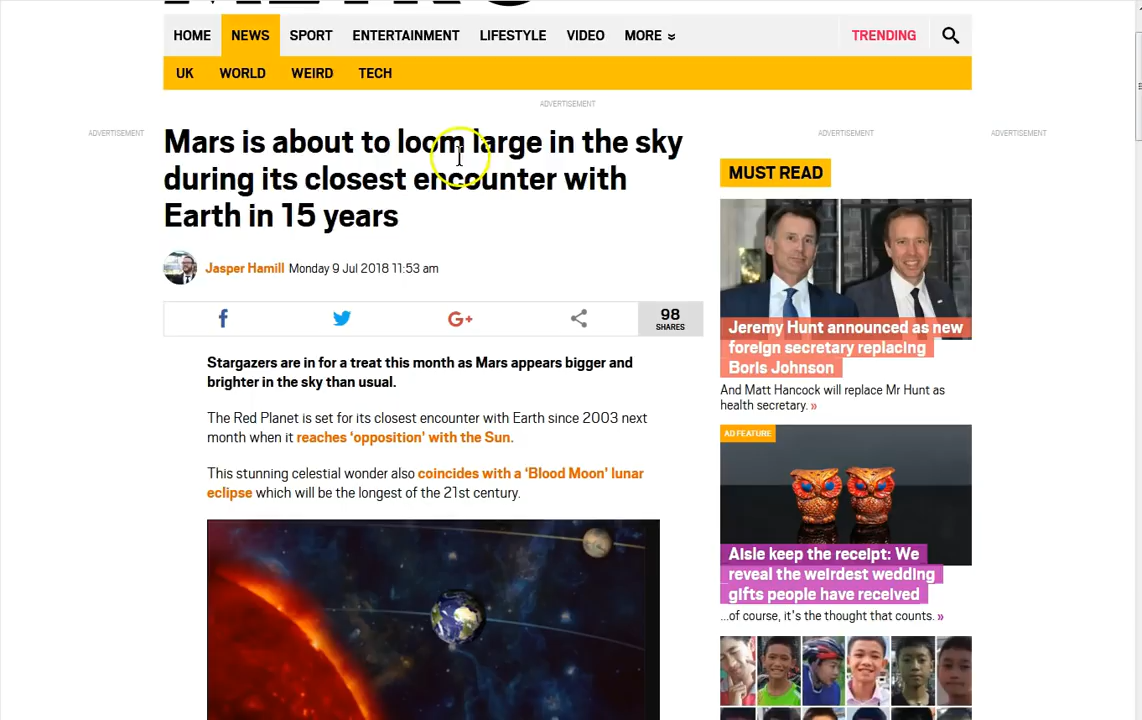 HOME NEWS SPORT ENTERTAINMENT LIFESTYLE VIDEO MORE TRENDING
UK WORLD WEIRD TECH
ADVERTISEMENT
ADVERTISEMENT
ADVERTISEMENT
ADVERTISEMENT
Mars is about to loom large in the sky
during its closest encounter with
Earth in 15 years
Jasper Hamill Monday 9 Jul 2018 11:53 am
G+
98
SHARES
Stargazers are in for a treat this month as Mars appears bigger and
brighter in the sky than usual.
The Red Planet is set for its closest encounter with Earth since 2003 next
month when it reaches ‘opposition’ with the Sun.
This stunning celestial wonder also coincides with a ‘Blood Moon’ lunar
eclipse which will be the longest of the 21st century.
MUST READ
Jeremy Hunt announced as new
foreign secretary replacing
Boris Johnson
And Matt Hancock will replace Mr Hunt as
health secretary. »
AD FEATURE
Aisle keep the receipt: We
reveal the weirdest wedding
gifts people have received
...of course, it's the thought that counts. »